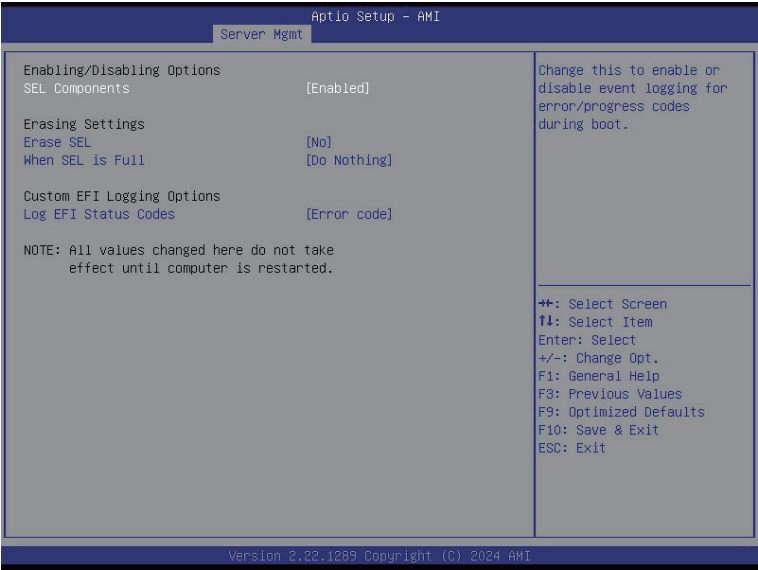 Aptio Setup – AMI
Server Mgmt
Enabling/Disabling Options
SEL Components [Enabled]
Erasing Settings
Erase SEL [No]
When SEL is Full [Do Nothing]
Custom EFI Logging Options
Log EFI Status Codes [Error code]
NOTE: All values changed here do not take
effect until computer is restarted.
Change this to enable or
disable event logging for
error/progress codes
during boot.
→←: Select Screen
↑↓: Select Item
Enter: Select
+/-: Change Opt.
F1: General Help
F3: Previous Values
F9: Optimized Defaults
F10: Save & Exit
ESC: Exit
Version 2.22.1289 Copyright (C) 2024 AMI